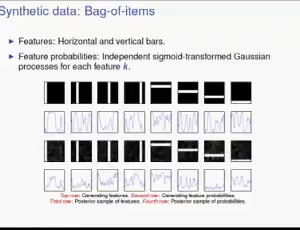 Synthetic data: Bag-of-items
Features: Horizontal and vertical bars.
Feature probabilities: Independent sigmoid-transformed Gaussian
processes for each feature k.
Top row: Generating features. Second row: Generating feature probabilities.
Third row: Posterior sample of features. Fourth row: Posterior sample of probabilities.